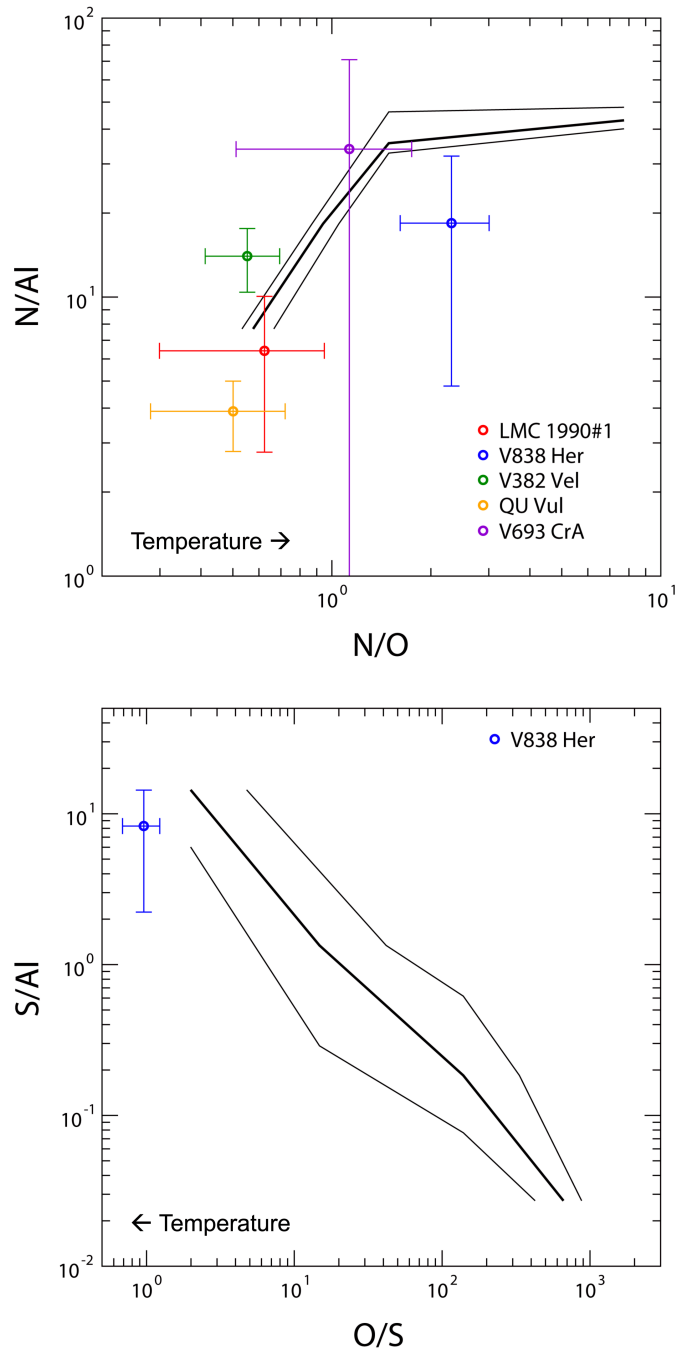 10²
N/Al
10¹
LMC 1990#1
V838 Her
V382 Vel
QU Vul
V693 CrA
Temperature →
10⁰
10⁰
10¹
N/O
V838 Her
10¹
S/Al
10⁰
10⁻¹
← Temperature
10⁻²
10⁰
10¹
10²
10³
O/S